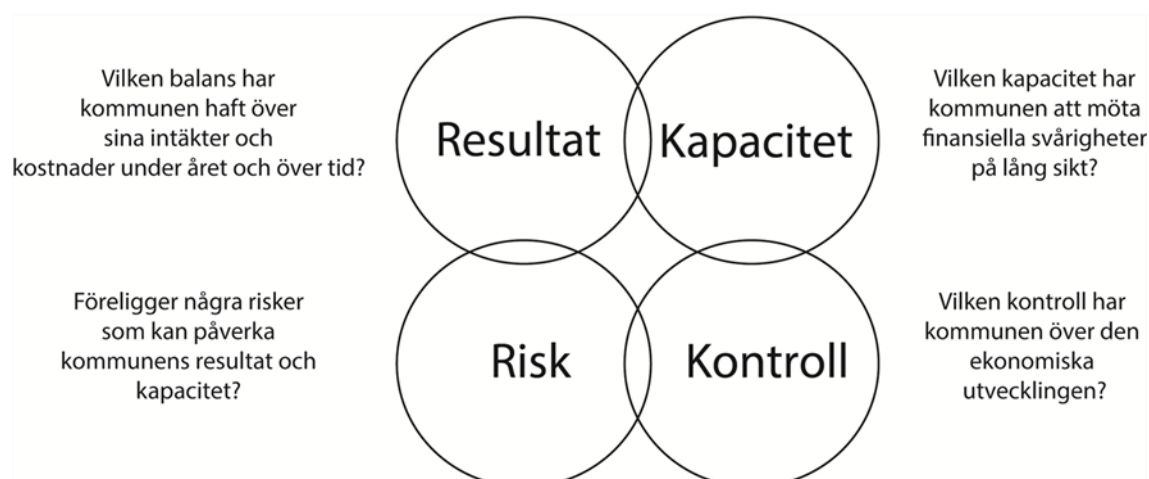 Vilken balans har
kommunen haft över
sina intäkter och
kostnader under året och över tid?
Resultat
Kapacitet
Vilken kapacitet har
kommunen att möta
finansiella svårigheter
på lång sikt?
Föreligger några risker
som kan påverka
kommunens resultat och
kapacitet?
Risk
Kontroll
Vilken kontroll har
kommunen över den
ekonomiska
utvecklingen?